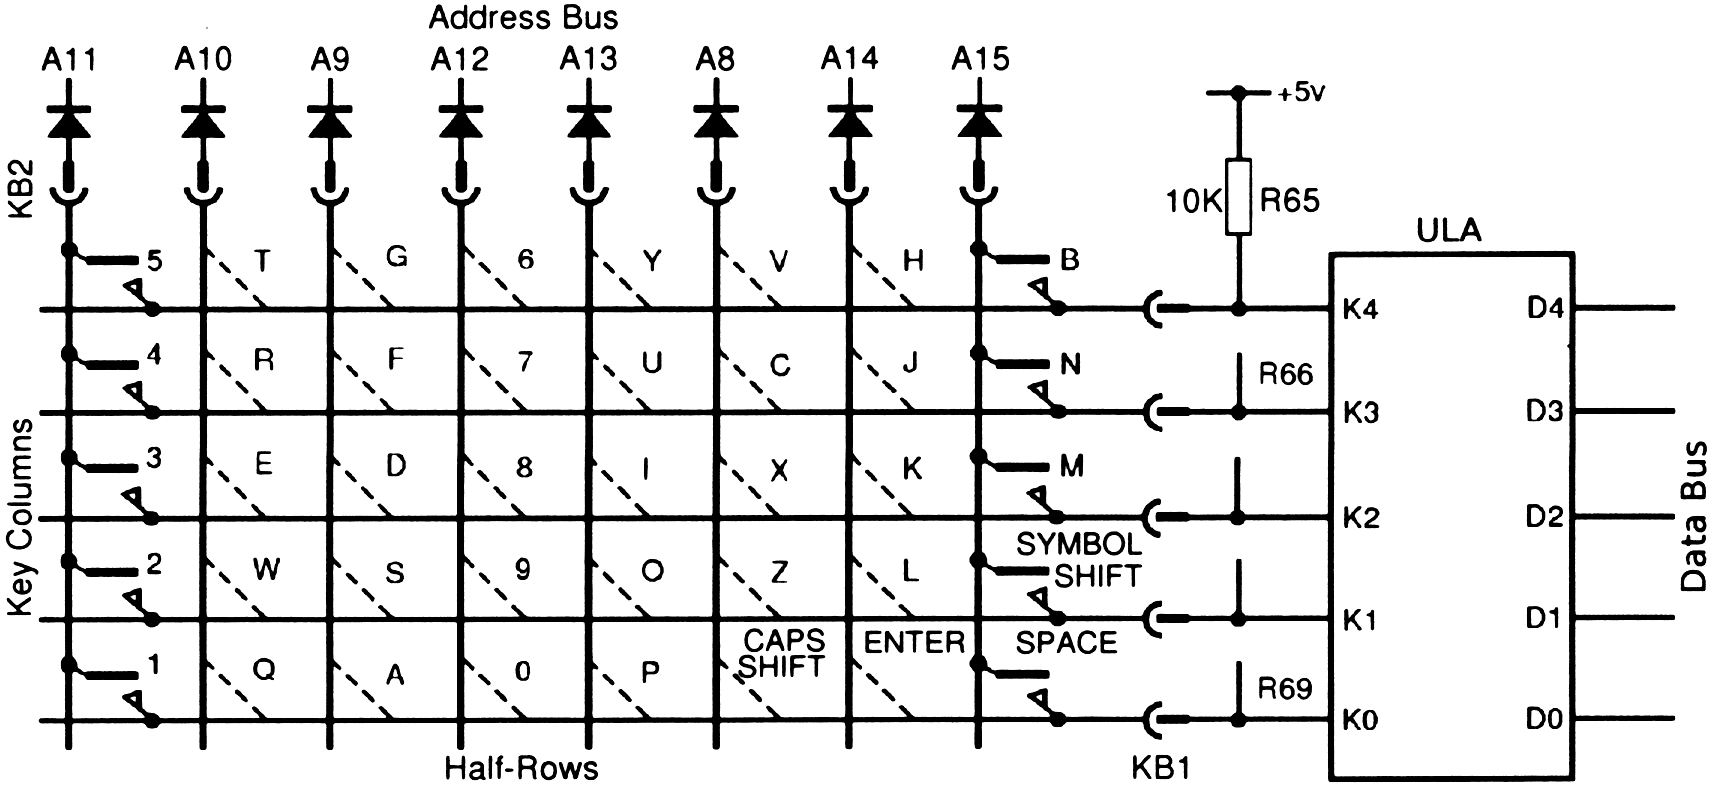 Address Bus
A11 A10 A9 A12 A13 A8 A14 A15
+5v
KB2
10K R65
ULA
5 T G 6 Y V H B
K4 D4
4 R F 7 U C J N
R66
K3 D3
Key Columns
3 E D 8 I X K M
K2 D2
Data Bus
SYMBOL
SHIFT
2 W S 9 O Z L
K1 D1
CAPS
SHIFT
ENTER
SPACE
1 Q A 0 P
R69
K0 D0
Half-Rows
KB1